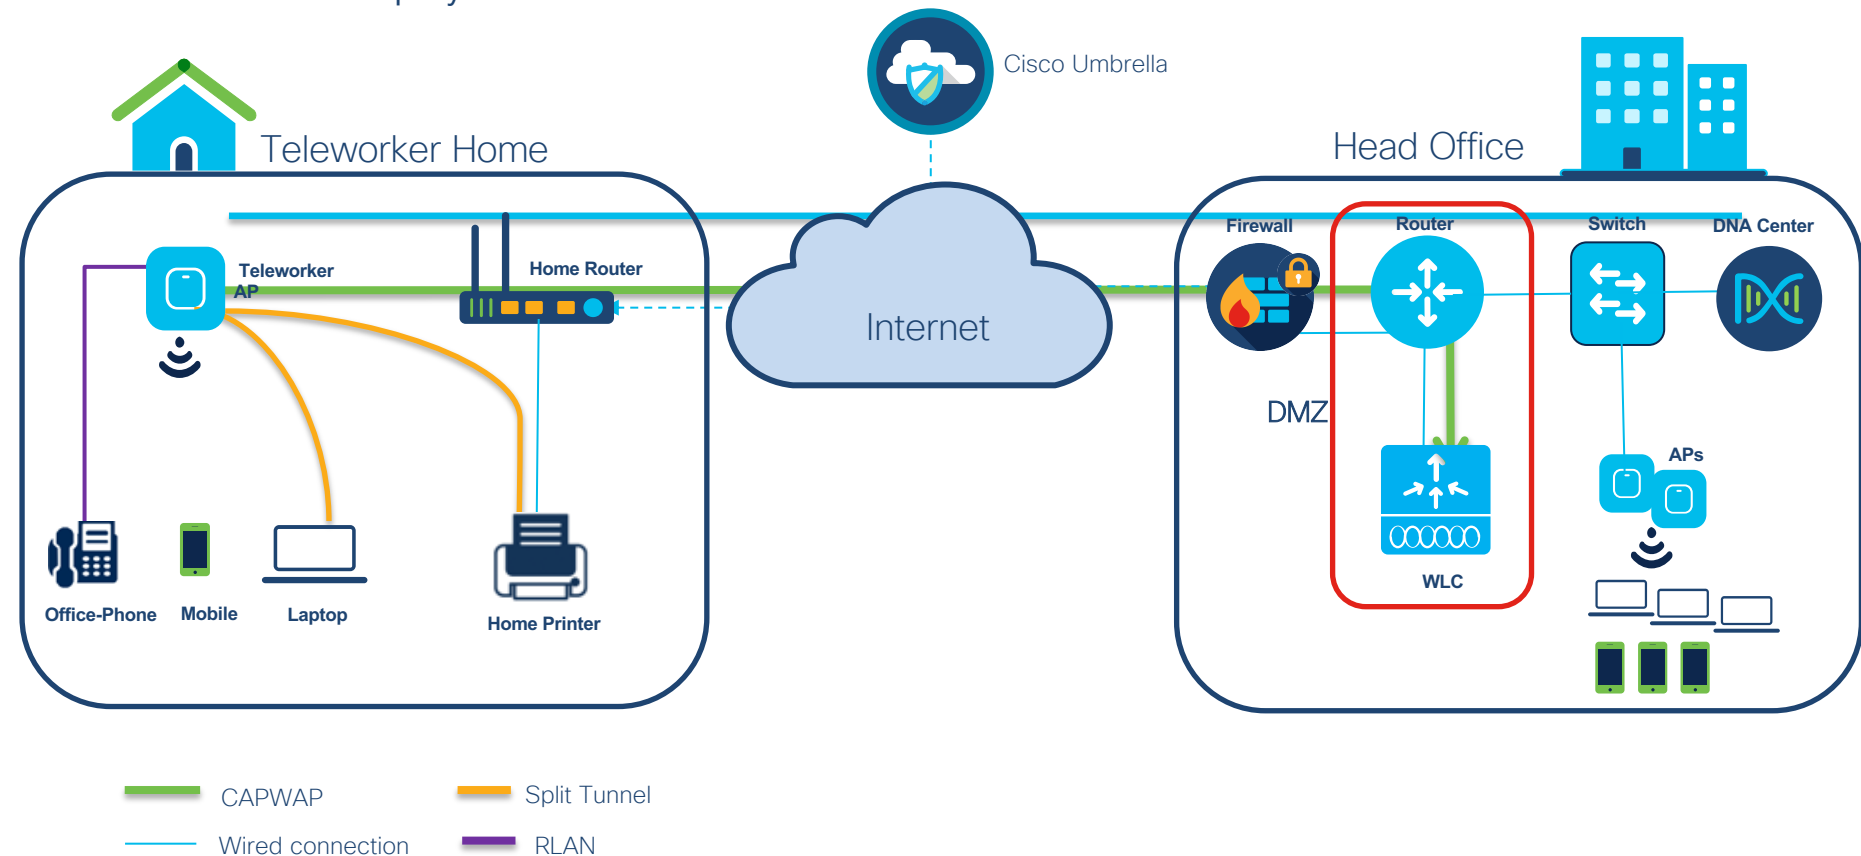 Cisco Umbrella
Teleworker Home
Head Office
Firewall
Router
Switch
DNA Center
Teleworker
AP
Home Router
Internet
DMZ
APs
WLC
Office-Phone
Mobile
Laptop
Home Printer
CAPWAP
Split Tunnel
Wired connection
RLAN